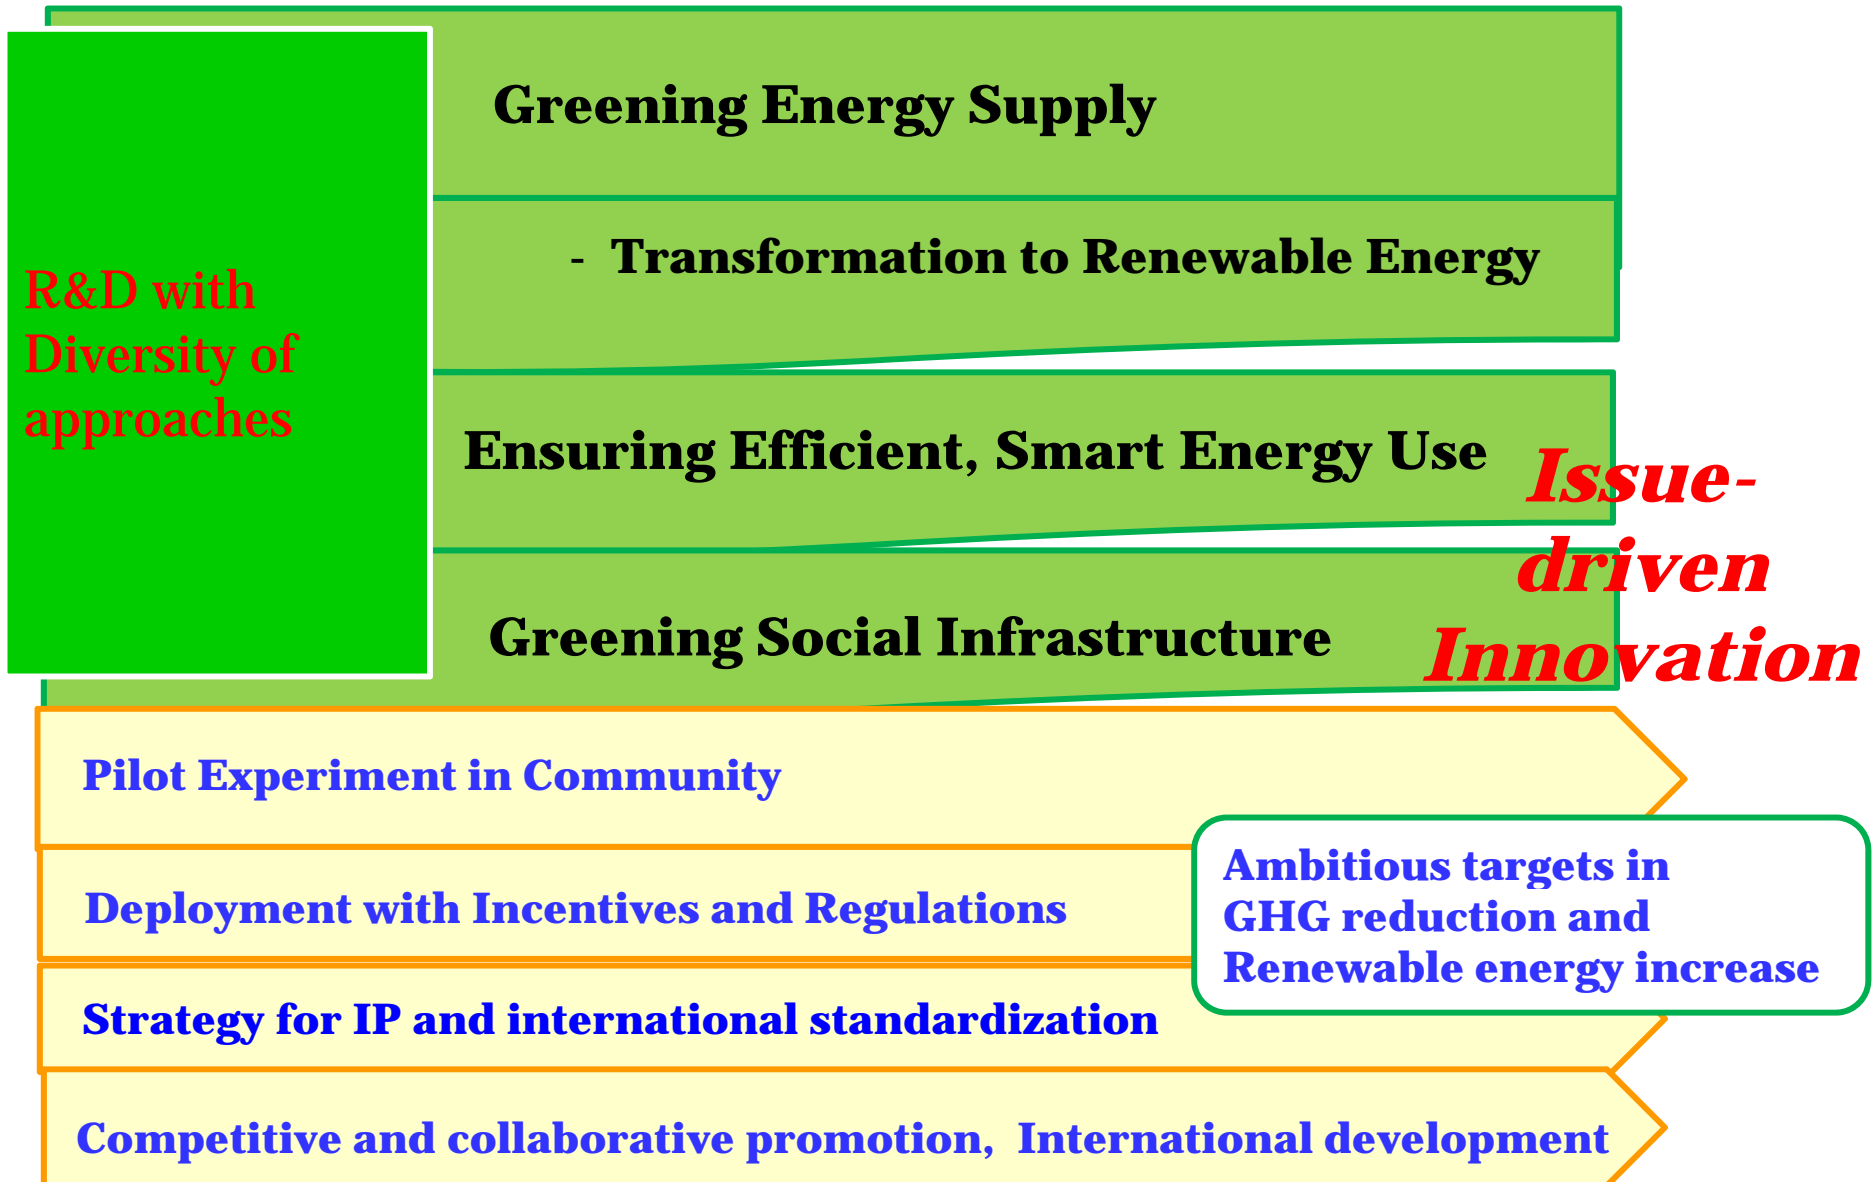 Greening Energy Supply
- Transformation to Renewable Energy
R&D with
Diversity of
approaches
Ensuring Efficient, Smart Energy Use
Greening Social Infrastructure
Issue-
driven
Innovation
Pilot Experiment in Community
Deployment with Incentives and Regulations
Ambitious targets in
GHG reduction and
Renewable energy increase
Strategy for IP and international standardization
Competitive and collaborative promotion, International development